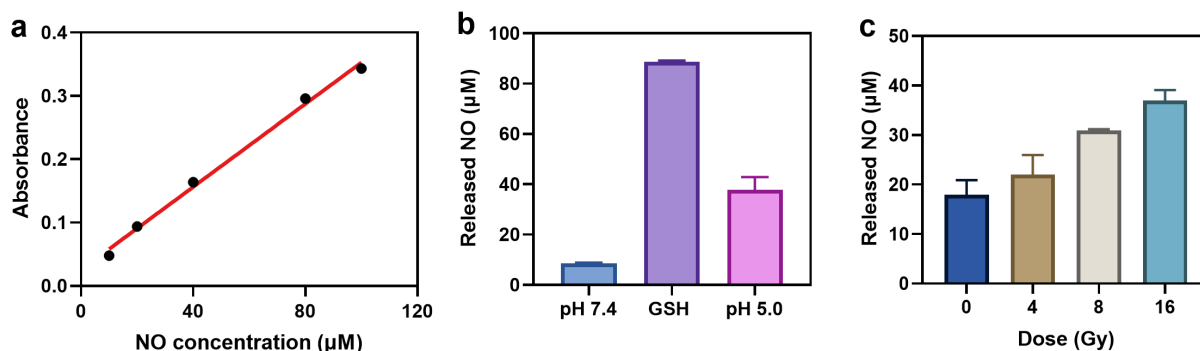 a
0.4
0.3
0.2
0.1
0.0
Absorbance
0
40
80
120
NO concentration (μM)
b
100
80
60
40
20
0
Released NO (μM)
pH 7.4
GSH
pH 5.0
c
50
40
30
20
10
0
Released NO (μM)
0
4
8
16
Dose (Gy)